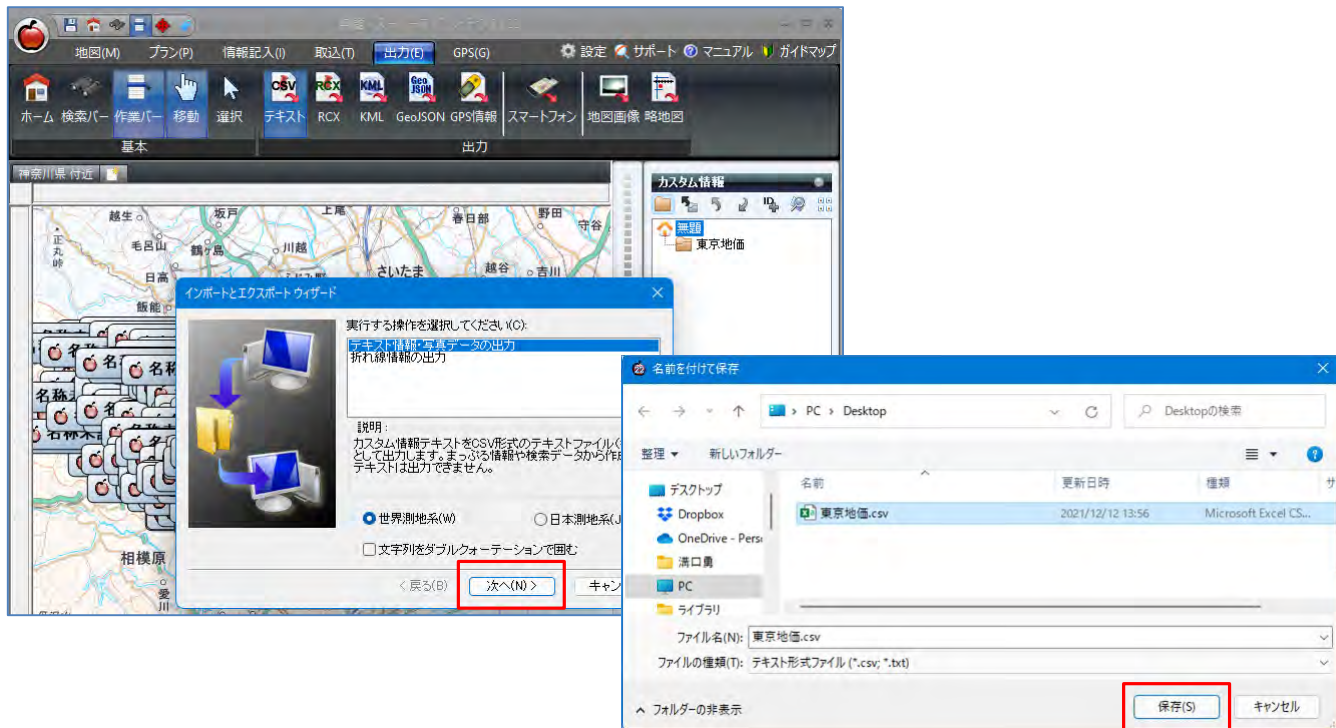 地図(M) プラン(P) 情報記入(I) 取込(T) 出力(E) GPS(G) 設定 サポート マニュアル ガイドマップ
CSV RCX KML Geo JSON
ホーム 検索バー 作業バー 移動 選択 テキスト RCX KML GeoJSON GPS情報 スマートフォン 地図画像 略地図
基本 出力
神奈川県 付近
カスタム情報
無題
東京地価
越生 坂戸 上尾 春日部 野田 守谷
正丸峠 毛呂山 鶴ヶ島 川越
日高 さいたま 越谷 吉川
飯能
相模原
愛川
インポートとエクスポート ウィザード
実行する操作を選択してください(C):
テキスト情報・写真データの出力
折れ線情報の出力
説明:
カスタム情報テキストをCSV形式のテキストファイル(
として出力します。まっぷる情報や検索データから作成
テキストは出力できません。
世界測地系(W) 日本測地系(J
文字列をダブルクォーテーションで囲む
< 戻る(B) 次へ(N) > キャン
名前を付けて保存
PC › Desktop Desktopの検索
整理 新しいフォルダー
名前 更新日時 種類 サ
デスクトップ
Dropbox
OneDrive - Perso
溝口勇
PC
ライブラリ
東京地価.csv 2021/12/12 13:56 Microsoft Excel CS...
ファイル名(N): 東京地価.csv
ファイルの種類(T): テキスト形式ファイル (*.csv; *.txt)
フォルダーの非表示 保存(S) キャンセル